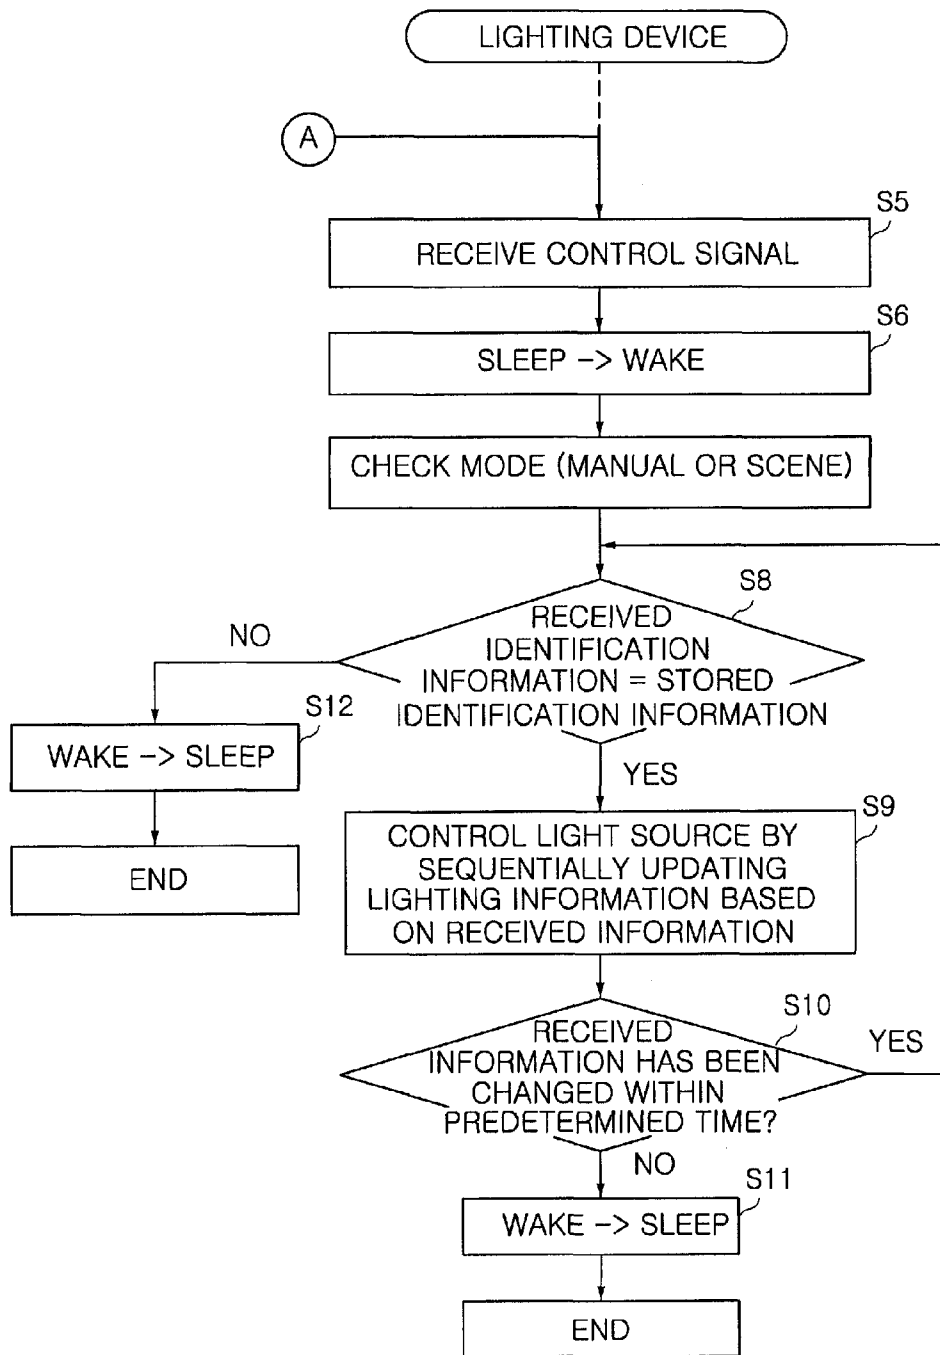 LIGHTING DEVICE
A
S5
RECEIVE CONTROL SIGNAL
S6
SLEEP -> WAKE
CHECK MODE (MANUAL OR SCENE)
S8
RECEIVED
IDENTIFICATION
INFORMATION = STORED
IDENTIFICATION INFORMATION
NO
S12
WAKE -> SLEEP
END
YES
S9
CONTROL LIGHT SOURCE BY
SEQUENTIALLY UPDATING
LIGHTING INFORMATION BASED
ON RECEIVED INFORMATION
S10
RECEIVED
INFORMATION HAS BEEN
CHANGED WITHIN
PREDETERMINED TIME?
YES
NO
S11
WAKE -> SLEEP
END